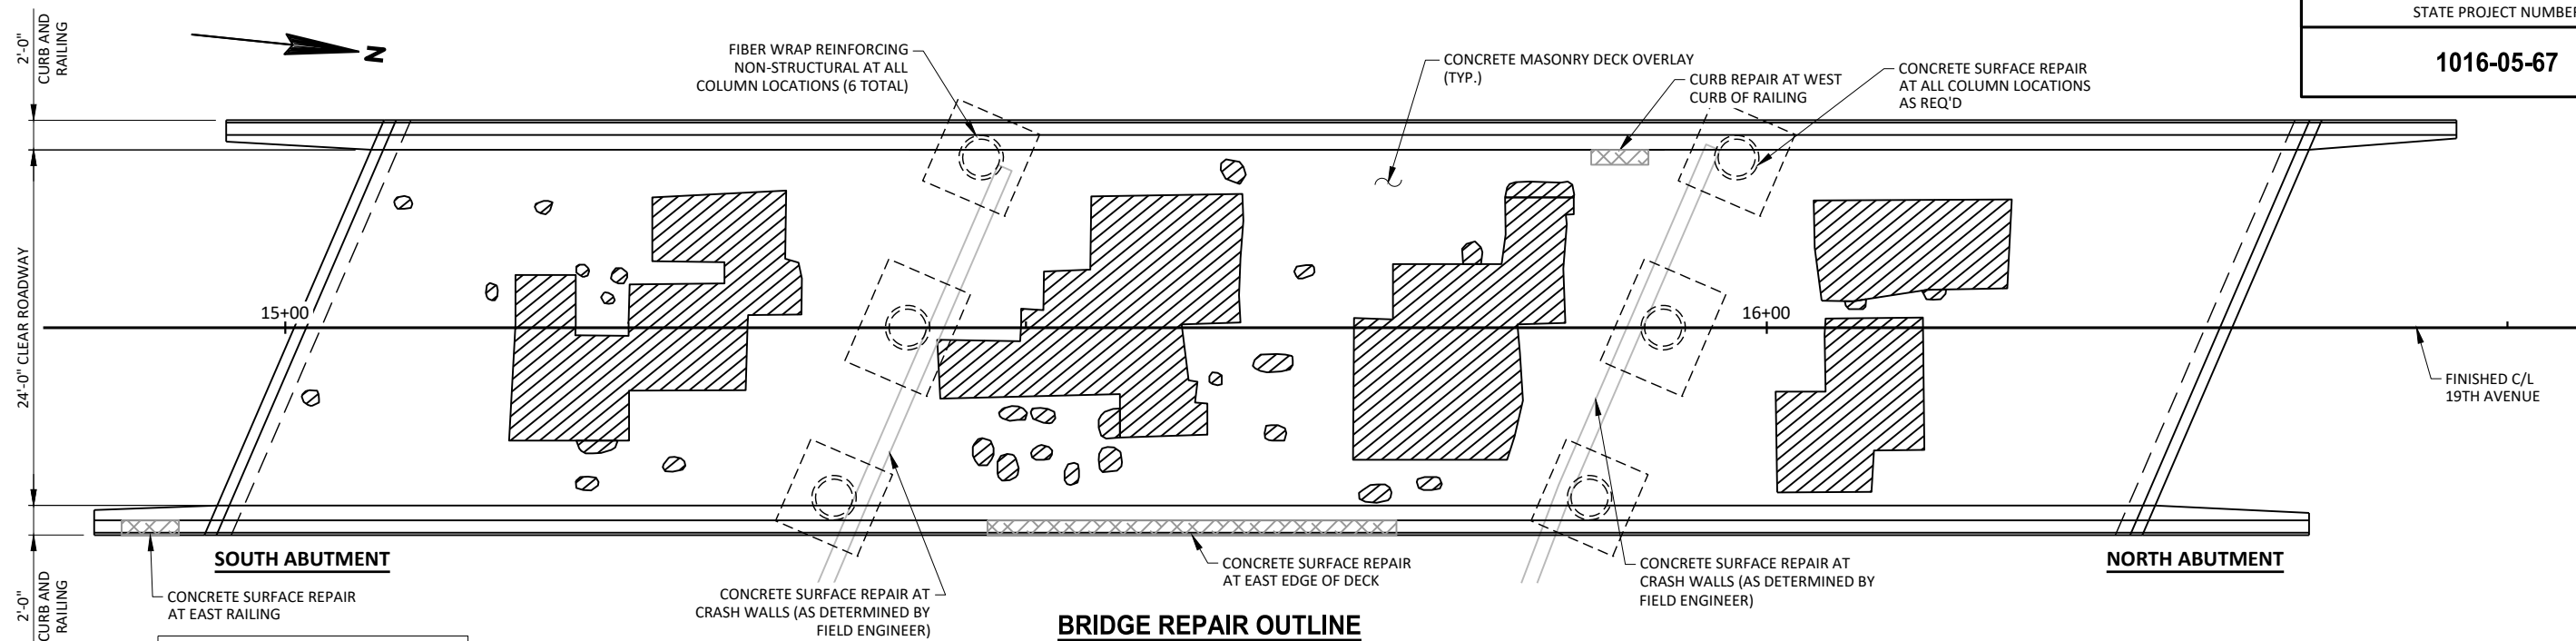 STATE PROJECT NUMBER
1016-05-67
2'-0"
CURB AND
RAILING
N
FIBER WRAP REINFORCING
NON-STRUCTURAL AT ALL
COLUMN LOCATIONS (6 TOTAL)
CONCRETE MASONRY DECK OVERLAY
(TYP.)
CURB REPAIR AT WEST
CURB OF RAILING
CONCRETE SURFACE REPAIR
AT ALL COLUMN LOCATIONS
AS REQ'D
24'-0" CLEAR ROADWAY
15+00
16+00
FINISHED C/L
19TH AVENUE
SOUTH ABUTMENT
NORTH ABUTMENT
2'-0"
CURB AND
RAILING
CONCRETE SURFACE REPAIR
AT EAST RAILING
CONCRETE SURFACE REPAIR AT
CRASH WALLS (AS DETERMINED BY
FIELD ENGINEER)
CONCRETE SURFACE REPAIR
AT EAST EDGE OF DECK
CONCRETE SURFACE REPAIR AT
CRASH WALLS (AS DETERMINED BY
FIELD ENGINEER)
BRIDGE REPAIR OUTLINE